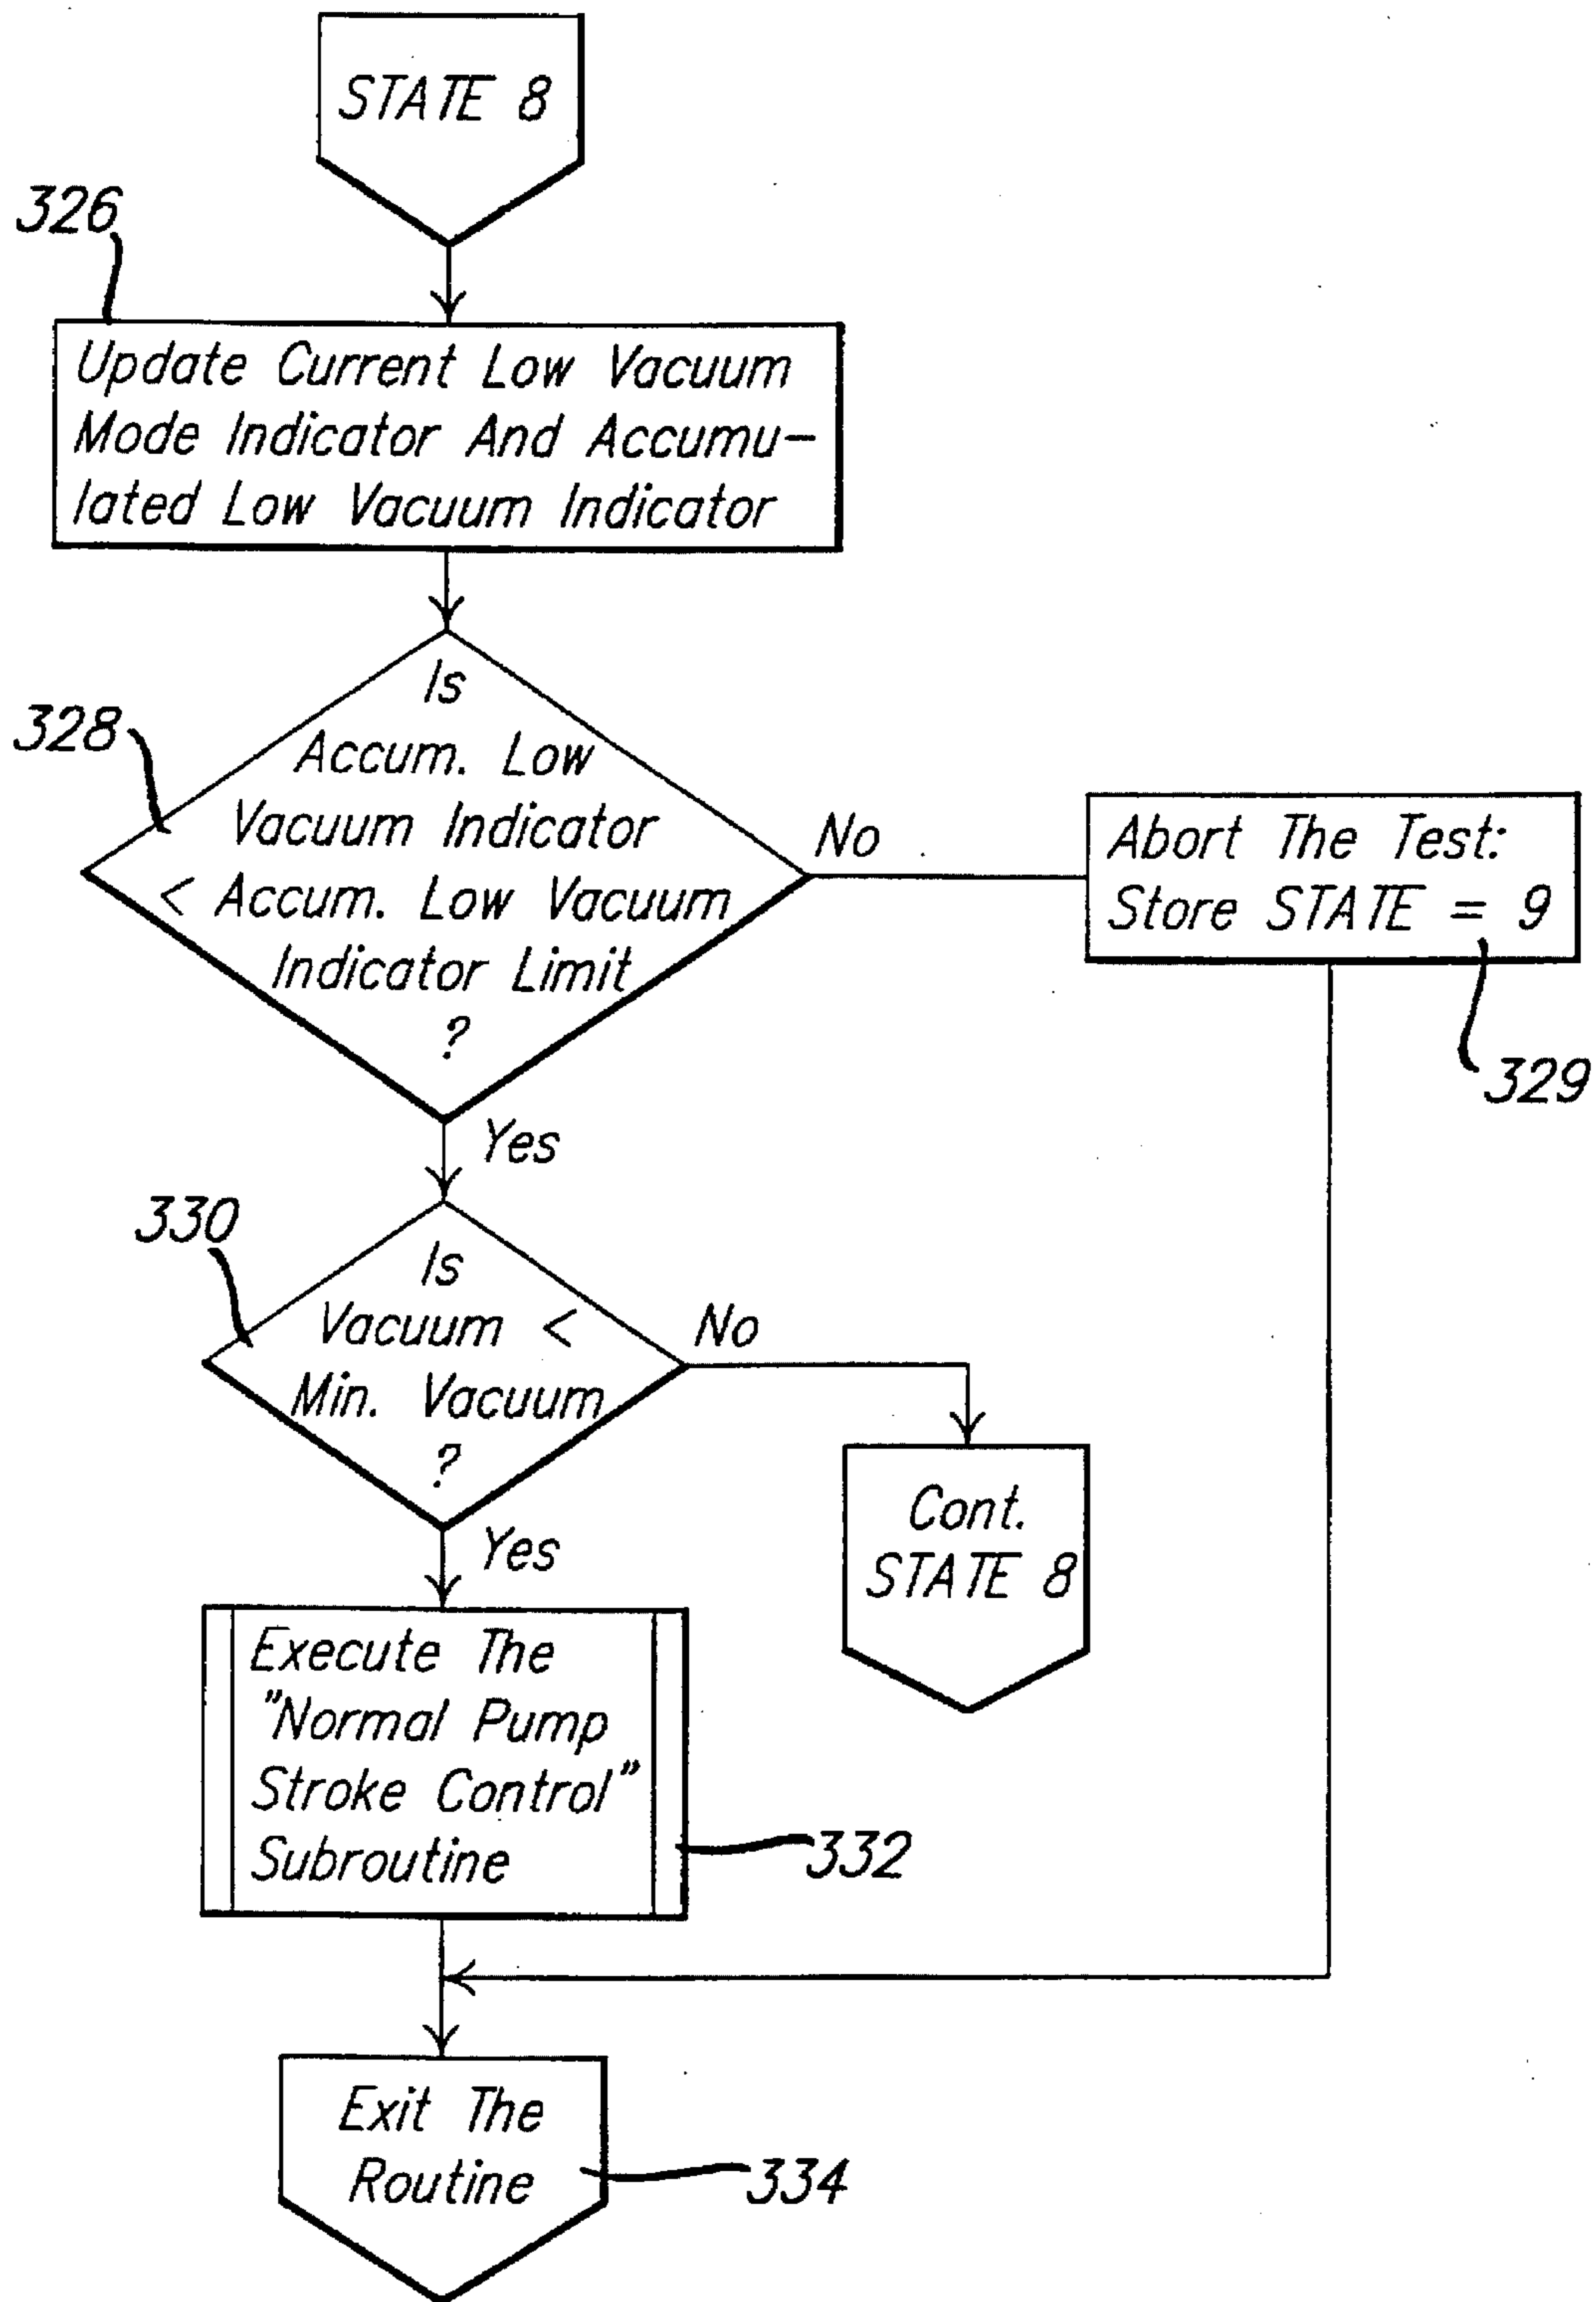 STATE 8
326
Update Current Low Vacuum
Mode Indicator And Accumu-
lated Low Vacuum Indicator
328
Is
Accum. Low
Vacuum Indicator
< Accum. Low Vacuum
Indicator Limit
?
No
Abort The Test:
Store STATE = 9
329
Yes
330
Is
Vacuum <
Min. Vacuum
?
No
Cont.
STATE 8
Yes
Execute The
"Normal Pump
Stroke Control"
Subroutine
332
Exit The
Routine
334